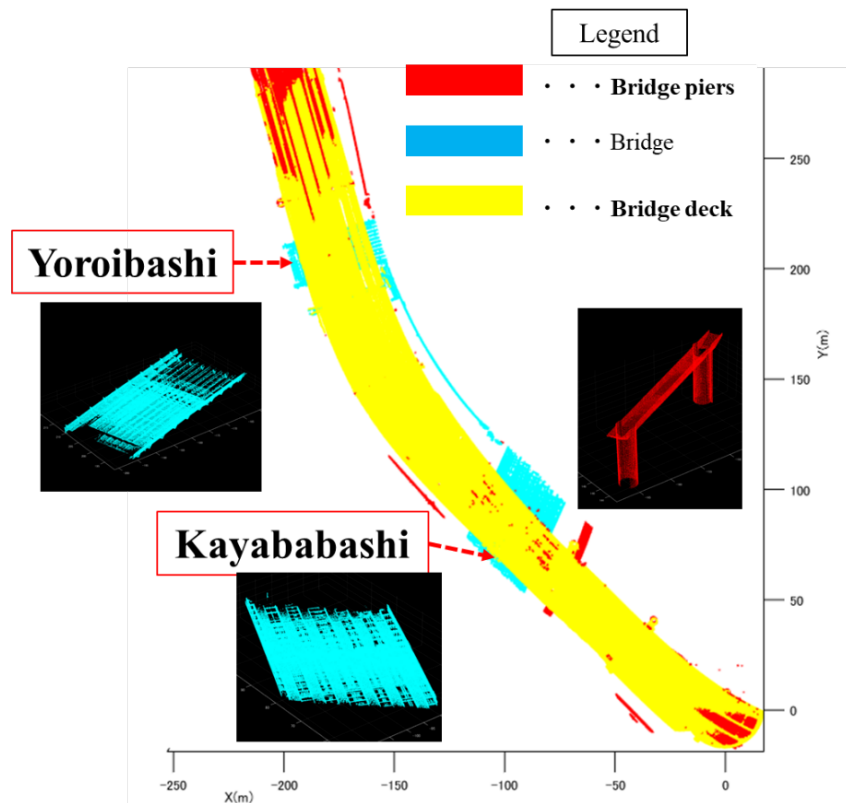 Legend
・・・Bridge piers
・・・Bridge
・・・Bridge deck
Yoroibashi
Kayababashi
250
200
150
100
50
0
Y(m)
-250
-200
-150
-100
-50
0
X(m)